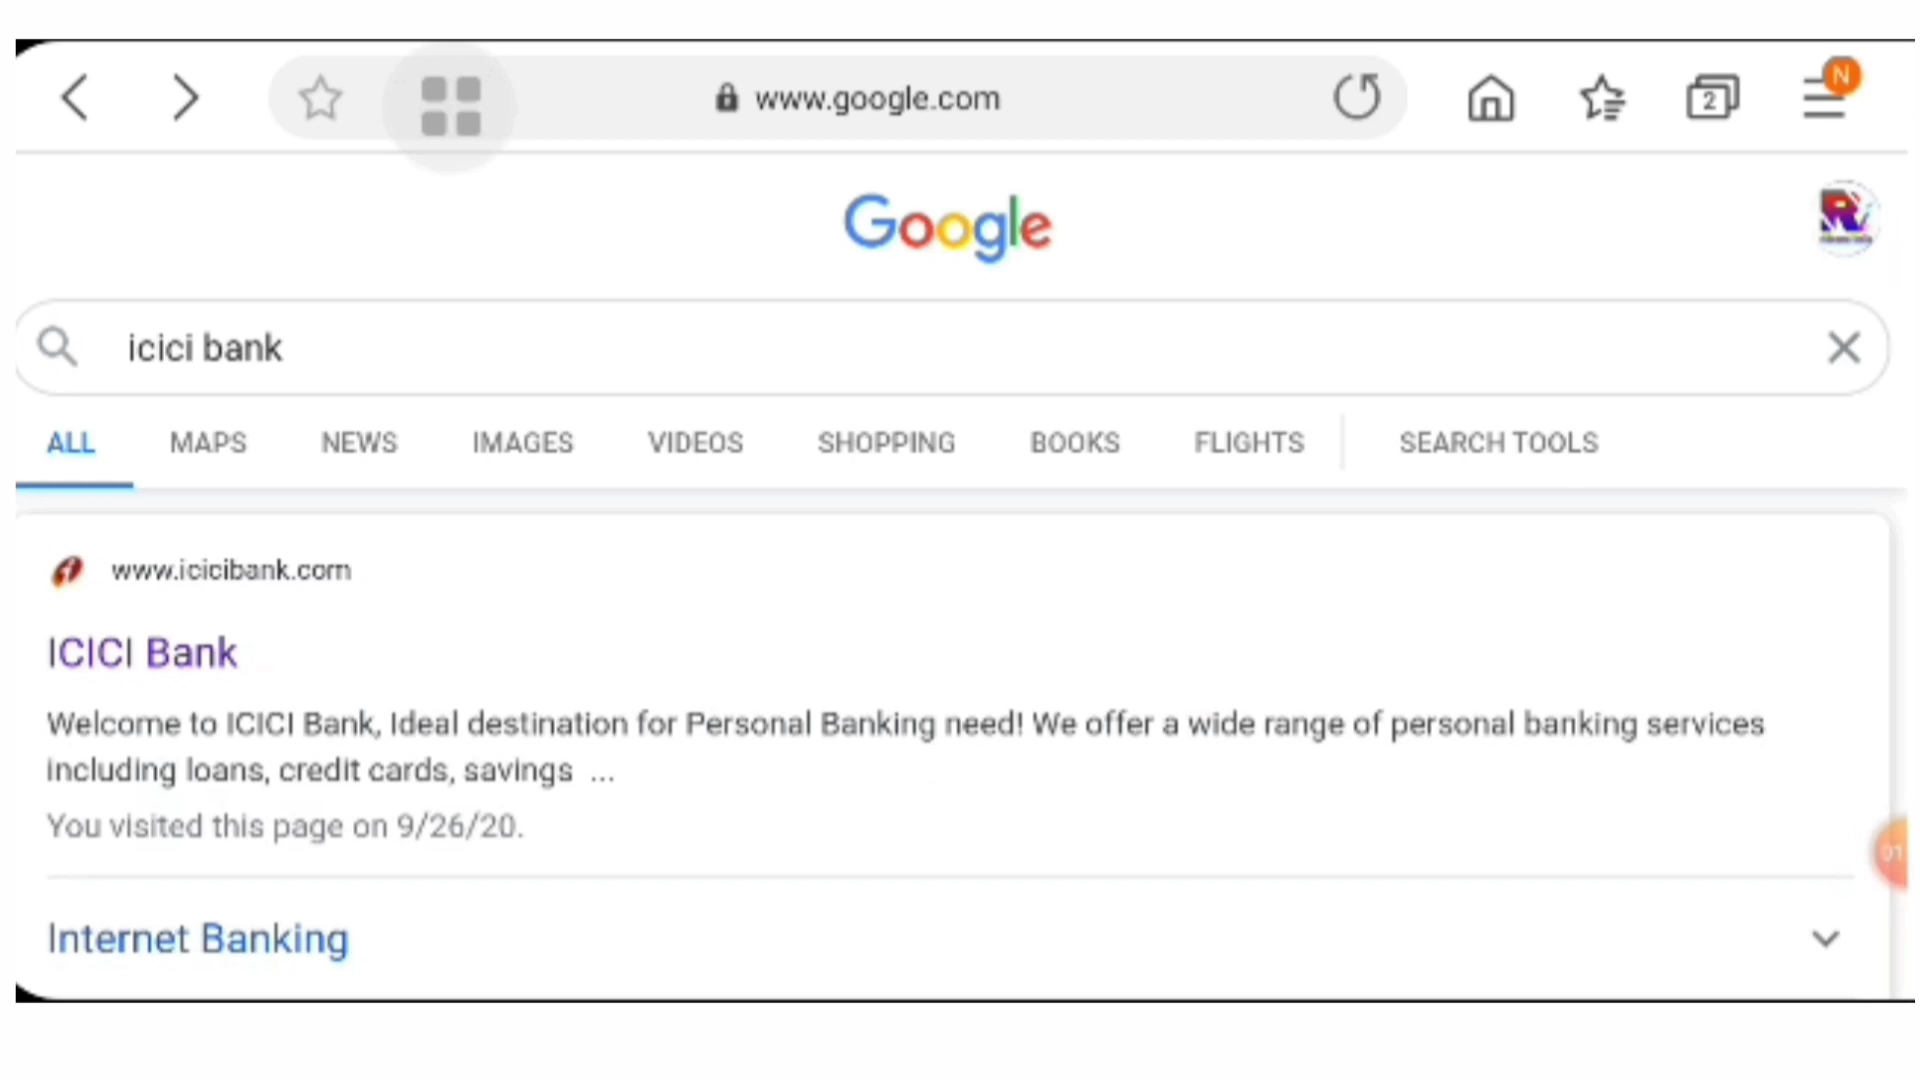 www.google.com
2
N
Google
icici bank
ALL MAPS NEWS IMAGES VIDEOS SHOPPING BOOKS FLIGHTS SEARCH TOOLS
www.icicibank.com
ICICI Bank
Welcome to ICICI Bank, Ideal destination for Personal Banking need! We offer a wide range of personal banking services
including loans, credit cards, savings ...
You visited this page on 9/26/20.
01
Internet Banking